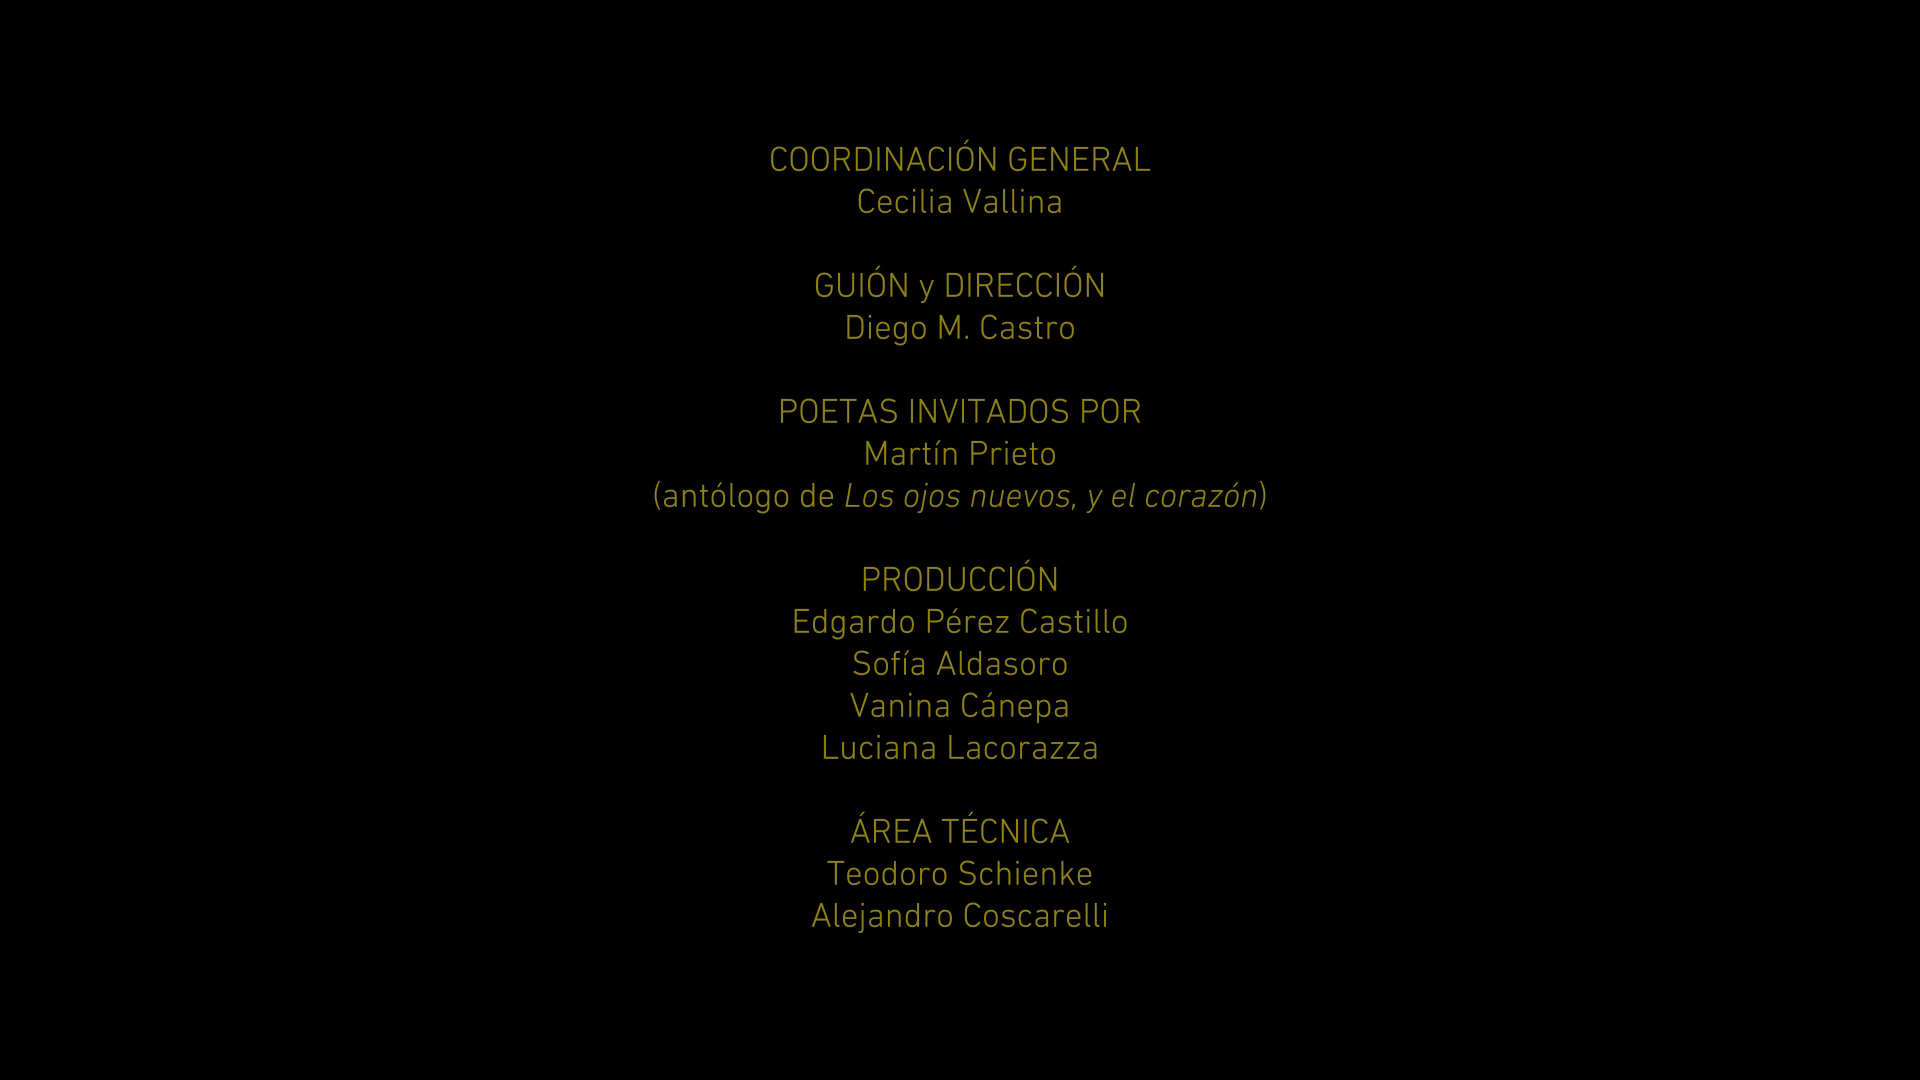 COORDINACIÓN GENERAL
Cecilia Vallina
GUIÓN y DIRECCIÓN
Diego M. Castro
POETAS INVITADOS POR
Martín Prieto
(antólogo de Los ojos nuevos, y el corazón)
PRODUCCIÓN
Edgardo Pérez Castillo
Sofía Aldasoro
Vanina Cánepa
Luciana Lacorazza
ÁREA TÉCNICA
Teodoro Schienke
Alejandro Coscarelli